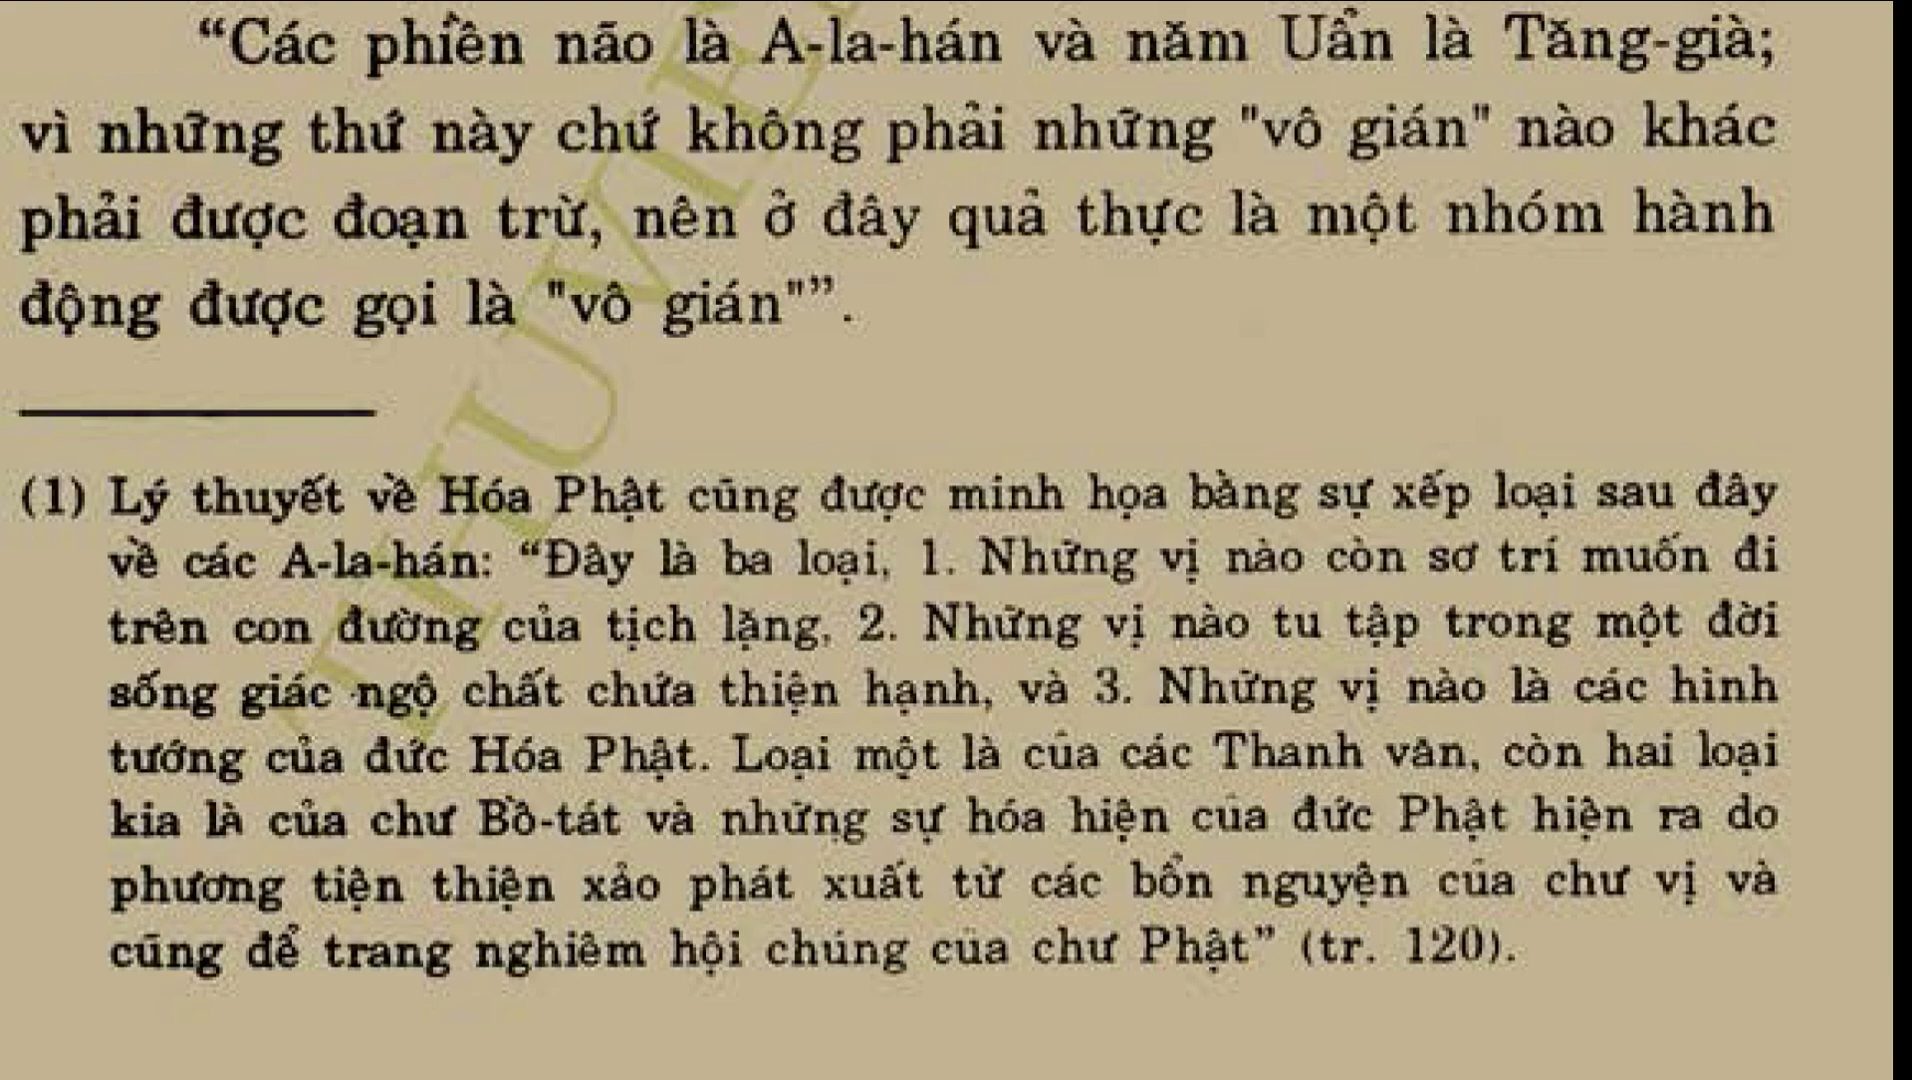 “Các phiền não là A-la-hán và năm Uẩn là Tăng-già;
vì những thứ này chứ không phải những "vô gián" nào khác
phải được đoạn trừ, nên ở đây quả thực là một nhóm hành
động được gọi là "vô gián"”.
(1) Lý thuyết về Hóa Phật cũng được minh họa bằng sự xếp loại sau đây
về các A-la-hán: “Đây là ba loại, 1. Những vị nào còn sơ trí muốn đi
trên con đường của tịch lặng, 2. Những vị nào tu tập trong một đời
sống giác ngộ chất chứa thiện hạnh, và 3. Những vị nào là các hình
tướng của đức Hóa Phật. Loại một là của các Thanh văn, còn hai loại
kia là của chư Bồ-tát và những sự hóa hiện của đức Phật hiện ra do
phương tiện thiện xảo phát xuất từ các bổn nguyện của chư vị và
cũng để trang nghiêm hội chúng của chư Phật” (tr. 120).